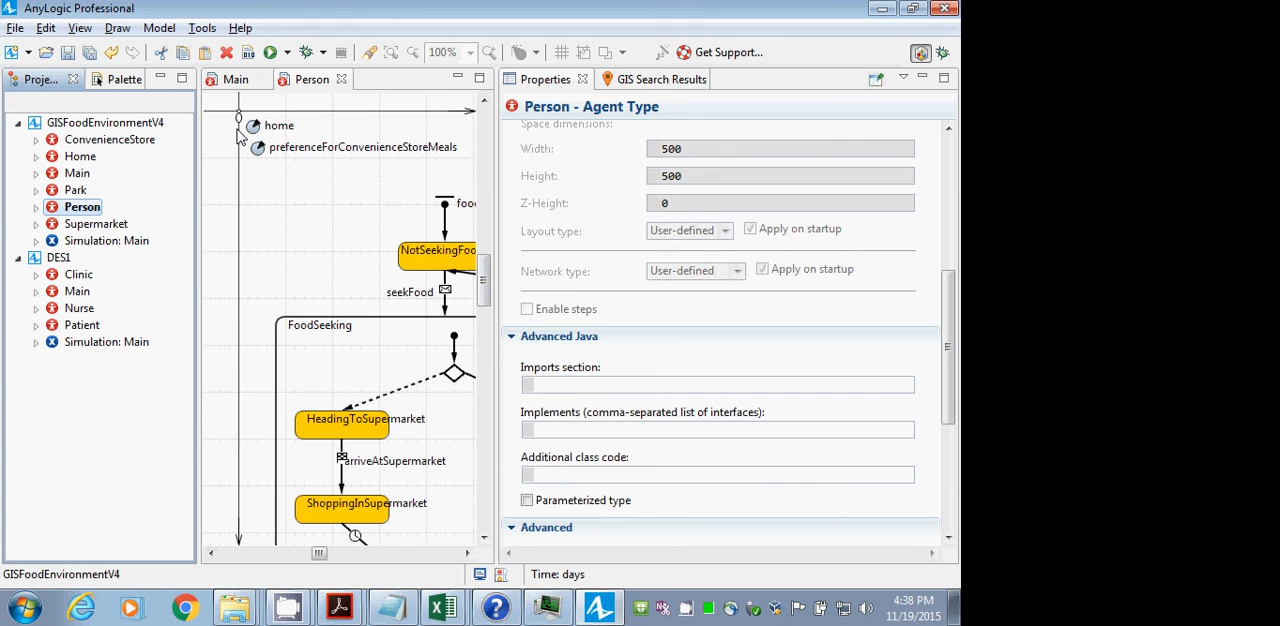 AnyLogic Professional
File Edit View Draw Model Tools Help
100% Get Support...
Proje... Palette
Main Person
Properties GIS Search Results
GISFoodEnvironmentV4
ConvenienceStore
Home
Main
Park
Person
Supermarket
Simulation: Main
DES1
Clinic
Main
Nurse
Patient
Simulation: Main
home
preferenceForConvenienceStoreMeals
food
NotSeekingFoo
seekFood
FoodSeeking
HeadingToSupermarket
arriveAtSupermarket
ShoppingInSupermarket
Person - Agent Type
Space dimensions:
Width: 500
Height: 500
Z-Height: 0
Layout type: User-defined Apply on startup
Network type: User-defined Apply on startup
Enable steps
Advanced Java
Imports section:
Implements (comma-separated list of interfaces):
Additional class code:
Parameterized type
Advanced
GISFoodEnvironmentV4
Time: days
4:38 PM
11/19/2015